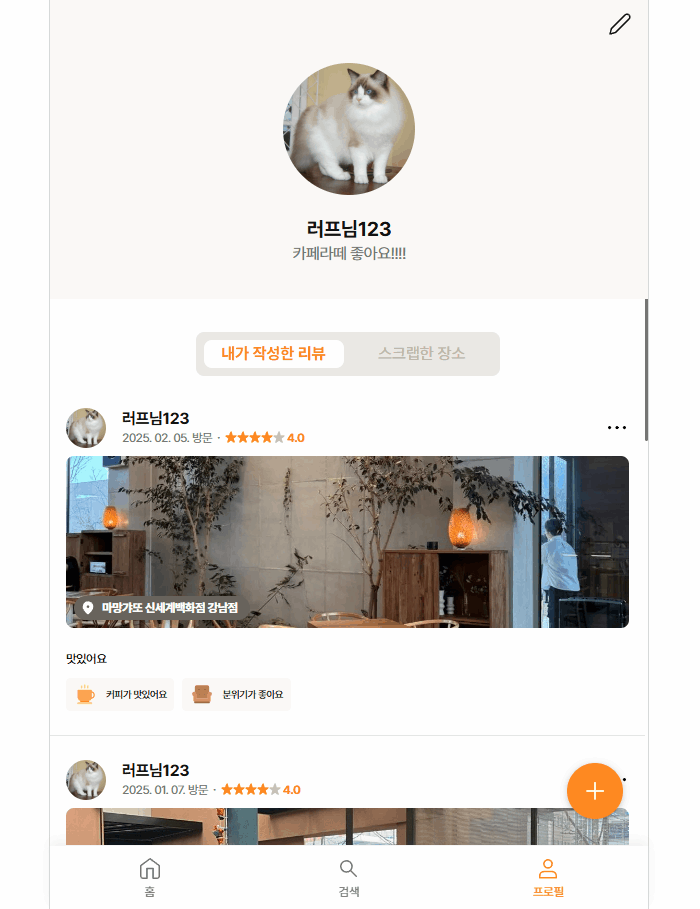 러프님123
카페라떼 좋아요!!!!
내가 작성한 리뷰
스크랩한 장소
러프님123
2025. 02. 05. 방문 · 4.0
마망갸또 신세계백화점 강남점
맛있어요
커피가 맛있어요
분위기가 좋아요
러프님123
2025. 01. 07. 방문 · 4.0
홈
검색
프로필